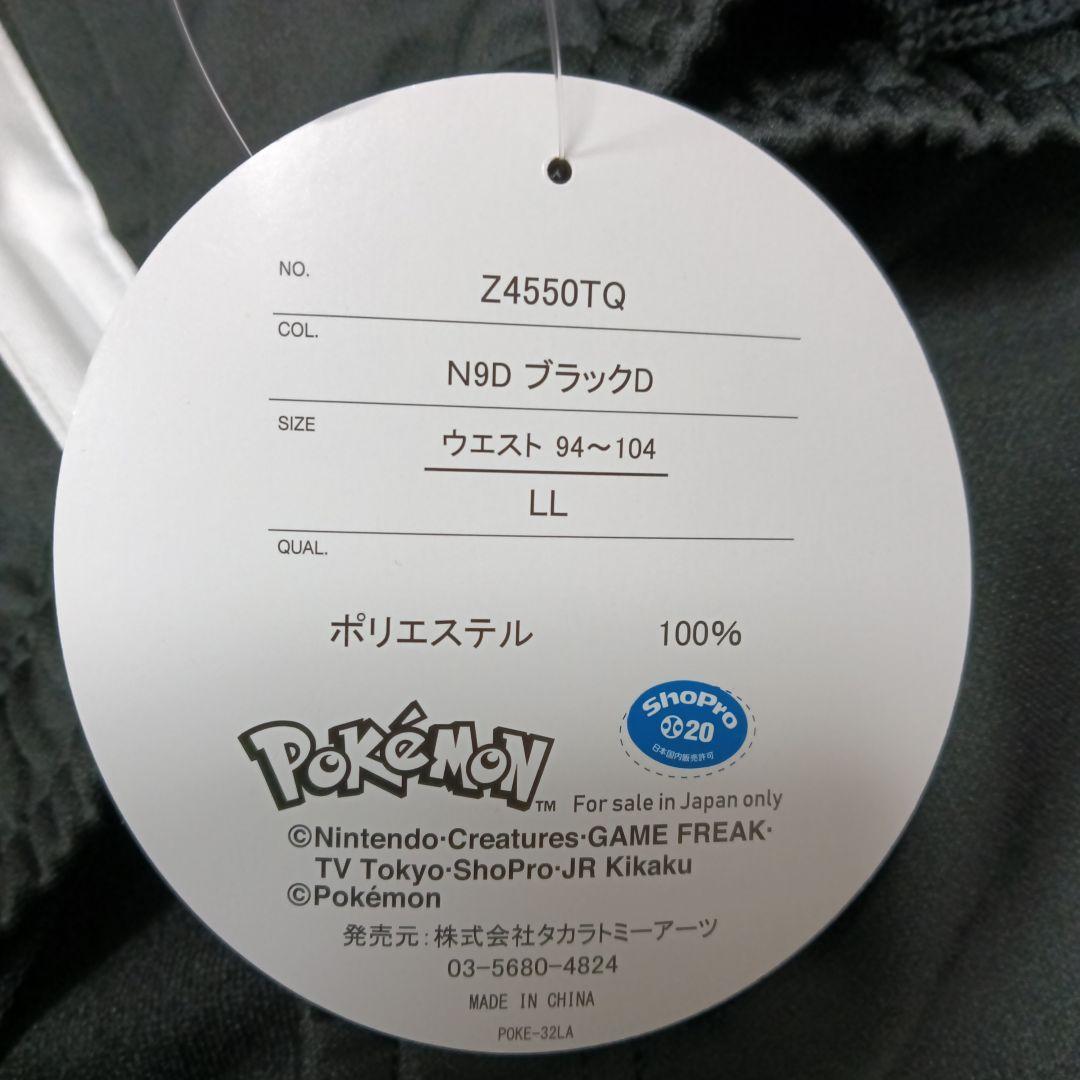 NO.
Z4550TQ
COL.
N9D ブラックD
SIZE
ウエスト 94～104
LL
QUAL.
ポリエステル 100%
ShoPro
20
日本国内販売許可
POKéMON™ For sale in Japan only
©Nintendo·Creatures·GAME FREAK·
TV Tokyo·ShoPro·JR Kikaku
©Pokémon
発売元:株式会社タカラトミーアーツ
03-5680-4824
MADE IN CHINA
POKE-32LA